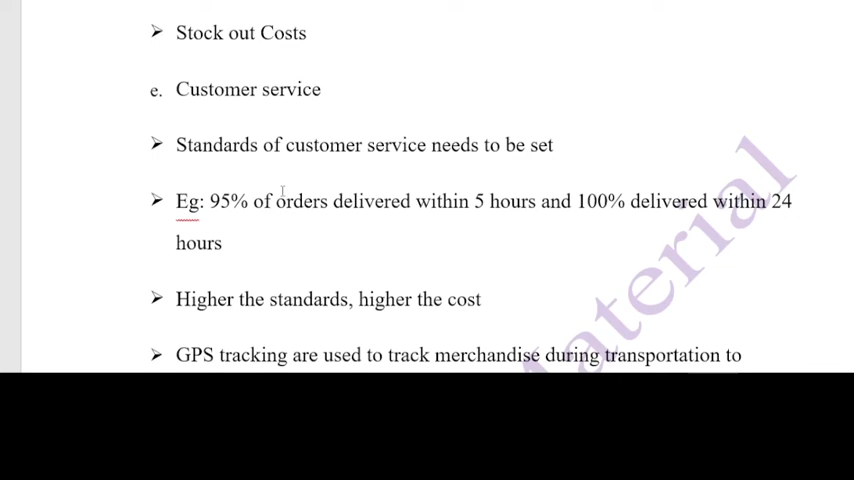 ➢ Stock out Costs
e. Customer service
➢ Standards of customer service needs to be set
➢ Eg: 95% of orders delivered within 5 hours and 100% delivered within 24
hours
➢ Higher the standards, higher the cost
➢ GPS tracking are used to track merchandise during transportation to
Material